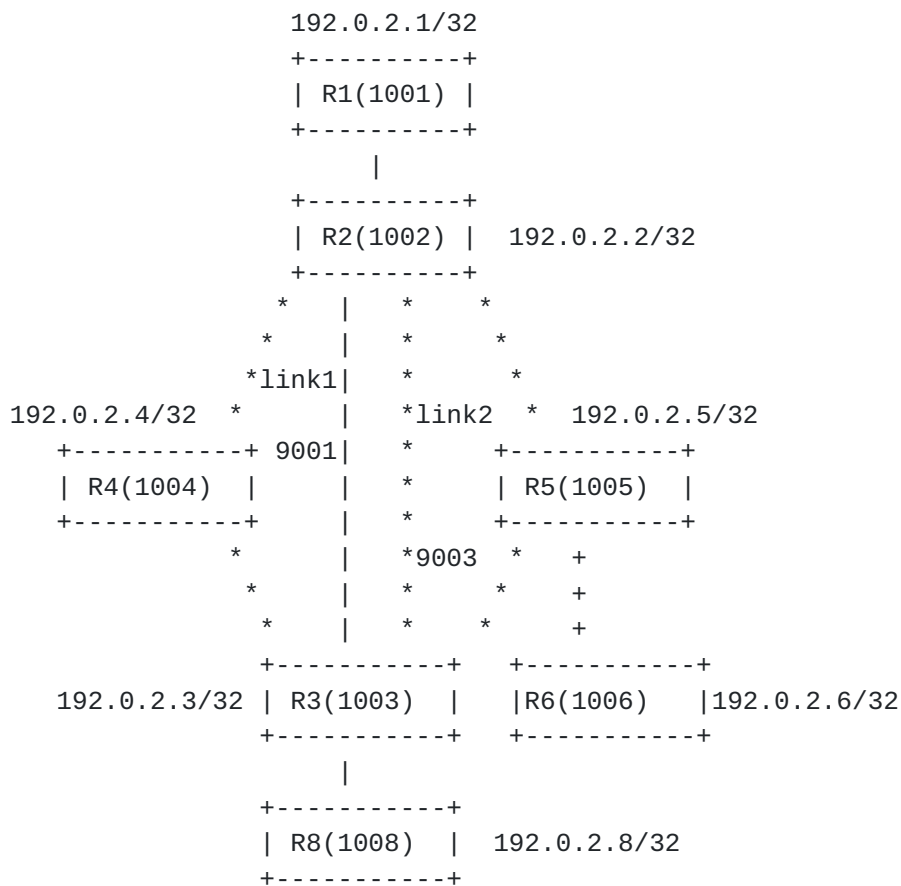 192.0.2.1/32
+----------+
| R1(1001) |
+----------+
|
+----------+
| R2(1002) |  192.0.2.2/32
+----------+
*   |   *    *
*    |   *     *
*link1|   *      *
192.0.2.4/32  *      |   *link2  *  192.0.2.5/32
+-----------+ 9001|   *     +-----------+
| R4(1004)  |     |   *     | R5(1005)  |
+-----------+     |   *     +-----------+
*      |   *9003  *   +
*     |   *     *    +
*    |   *    *     +
+-----------+   +-----------+
192.0.2.3/32 | R3(1003)  |   |R6(1006)   |192.0.2.6/32
+-----------+   +-----------+
|
+-----------+
| R8(1008)  |  192.0.2.8/32
+-----------+